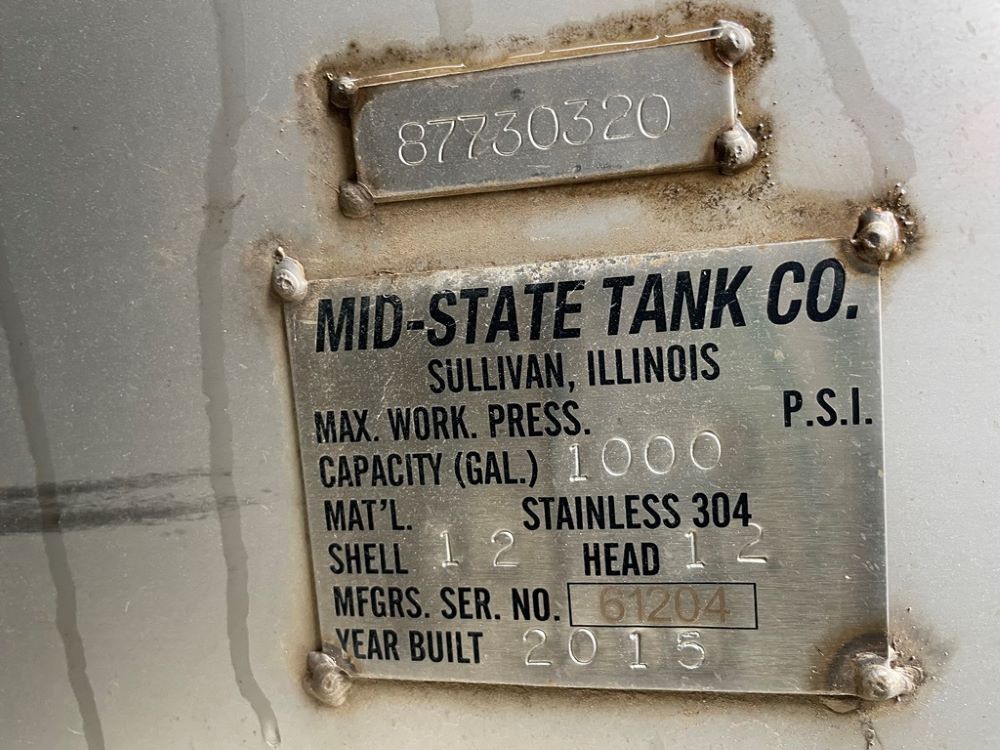 87730320
MID-STATE TANK CO.
SULLIVAN, ILLINOIS
MAX. WORK. PRESS. P.S.I.
CAPACITY (GAL.) 1000
MAT'L. STAINLESS 304
SHELL 12 HEAD 12
MFGRS. SER. NO. 61204
YEAR BUILT 2015